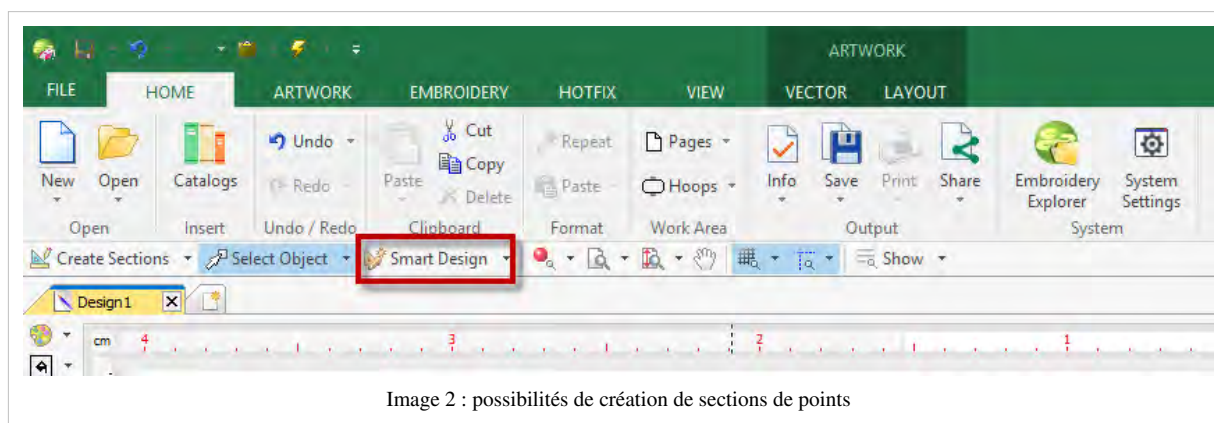 ARTWORK
FILE HOME ARTWORK EMBROIDERY HOTFIX VIEW VECTOR LAYOUT
New Open Catalogs Undo Redo Paste Cut Copy Delete Repeat Paste Pages Hoops Info Save Print Share Embroidery Explorer System Settings
Open Insert Undo / Redo Clipboard Format Work Area Output System
Create Sections Select Object Smart Design Show
Design1
cm 4 3 2 1
Image 2 : possibilités de création de sections de points